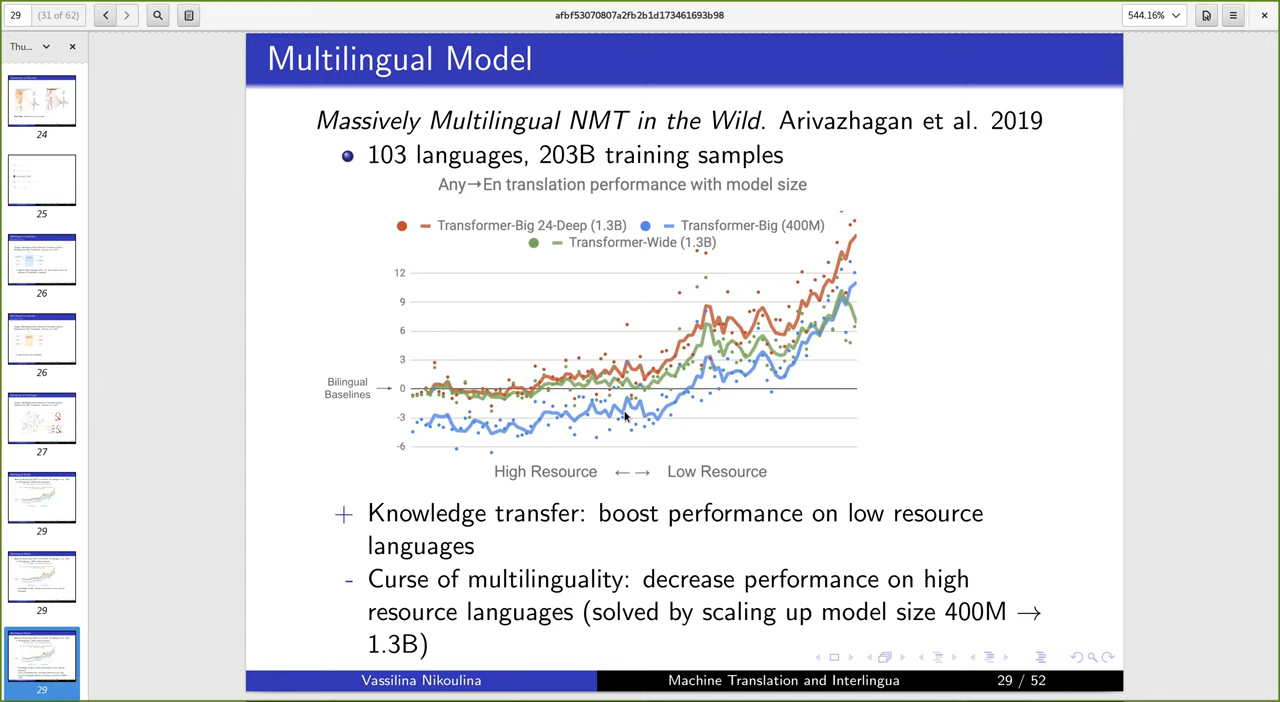 29
(31 of 62)
afbf53070807a2fb2b1d173461693b98
544.16%
Thu...
24
25
26
26
27
29
29
29
Multilingual Model
Massively Multilingual NMT in the Wild. Arivazhagan et al. 2019
103 languages, 203B training samples
Any→En translation performance with model size
Transformer-Big 24-Deep (1.3B)
Transformer-Big (400M)
Transformer-Wide (1.3B)
12
9
6
3
0
-3
-6
Bilingual
Baselines
High Resource ←→ Low Resource
+ Knowledge transfer: boost performance on low resource
languages
- Curse of multilinguality: decrease performance on high
resource languages (solved by scaling up model size 400M →
1.3B)
Vassilina Nikoulina
Machine Translation and Interlingua
29 / 52